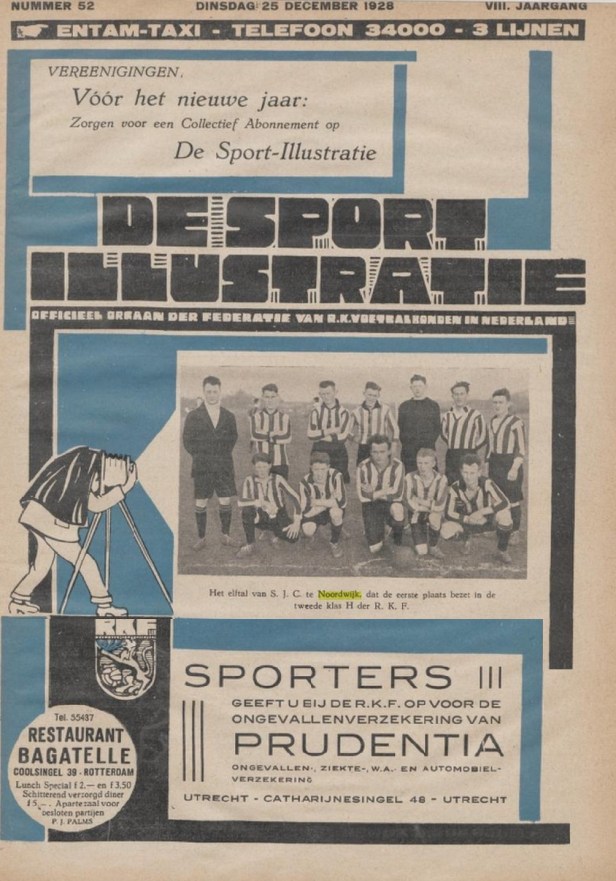 NUMMER 52 DINSDAG 25 DECEMBER 1928 VIII. JAARGANG
ENTAM-TAXI - TELEFOON 34000 - 3 LIJNEN
VEREENIGINGEN,
Vóór het nieuwe jaar:
Zorgen voor een Collectief Abonnement op
De Sport-Illustratie
DE SPORT
ILLUSTRATIE
OFFICIEEL ORGAAN DER FEDERATIE VAN R.K. VOETBALBONDEN IN NEDERLAND
Het elftal van S. J. C. te Noordwijk, dat de eerste plaats bezet in de
tweede klas H der R. K. F.
RKF
Tel. 55437
RESTAURANT
BAGATELLE
COOLSINGEL 39 - ROTTERDAM
Lunch Special f 2.— en f 3.50
Schitterend verzorgd diner
f 5.—. Aparte zaal voor
besloten partijen
P. J. PALMS
SPORTERS
GEEFT U BIJ DE R.K.F. OP VOOR DE
ONGEVALLENVERZEKERING VAN
PRUDENTIA
ONGEVALLEN-, ZIEKTE-, W.A.- EN AUTOMOBIEL-
VERZEKERING
UTRECHT - CATHARIJNESINGEL 48 - UTRECHT